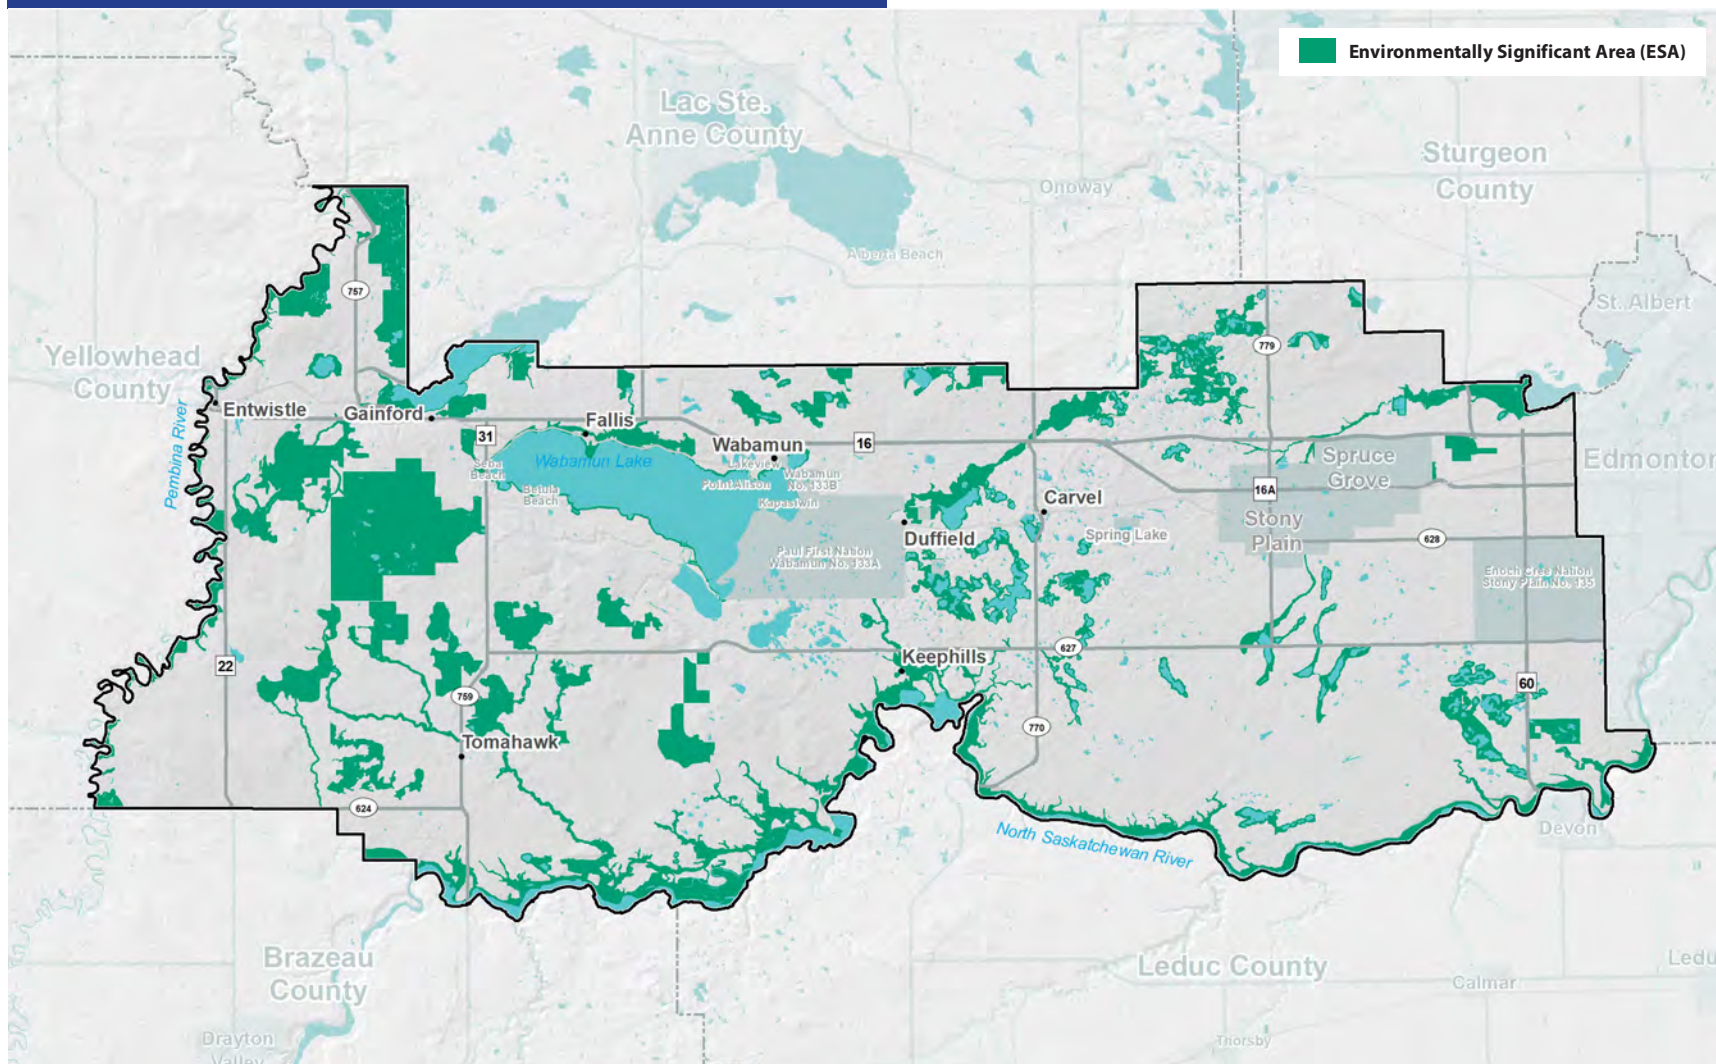 Environmentally Significant Area (ESA)
Lac Ste.
Anne County
Sturgeon
County
Onoway
Alberta Beach
St. Albert
757
779
Yellowhead
County
Entwistle
Gainford
Fallis
31
Wabamun
16
Pembina River
Seba
Beach
Wabamun Lake
Lakeview
Point Alison
Wabamun
No. 133B
Betula
Beach
Kapasiwin
Spruce
Grove
Edmonton
16A
Carvel
Stony
Plain
Duffield
Spring Lake
628
Paul First Nation
Wabamun No. 133A
Enoch Cree Nation
Stony Plain No. 135
22
Keephills
627
759
60
770
Tomahawk
624
North Saskatchewan River
Devon
Brazeau
County
Leduc County
Ledu
Calmar
Drayton
Valley
Thorsby